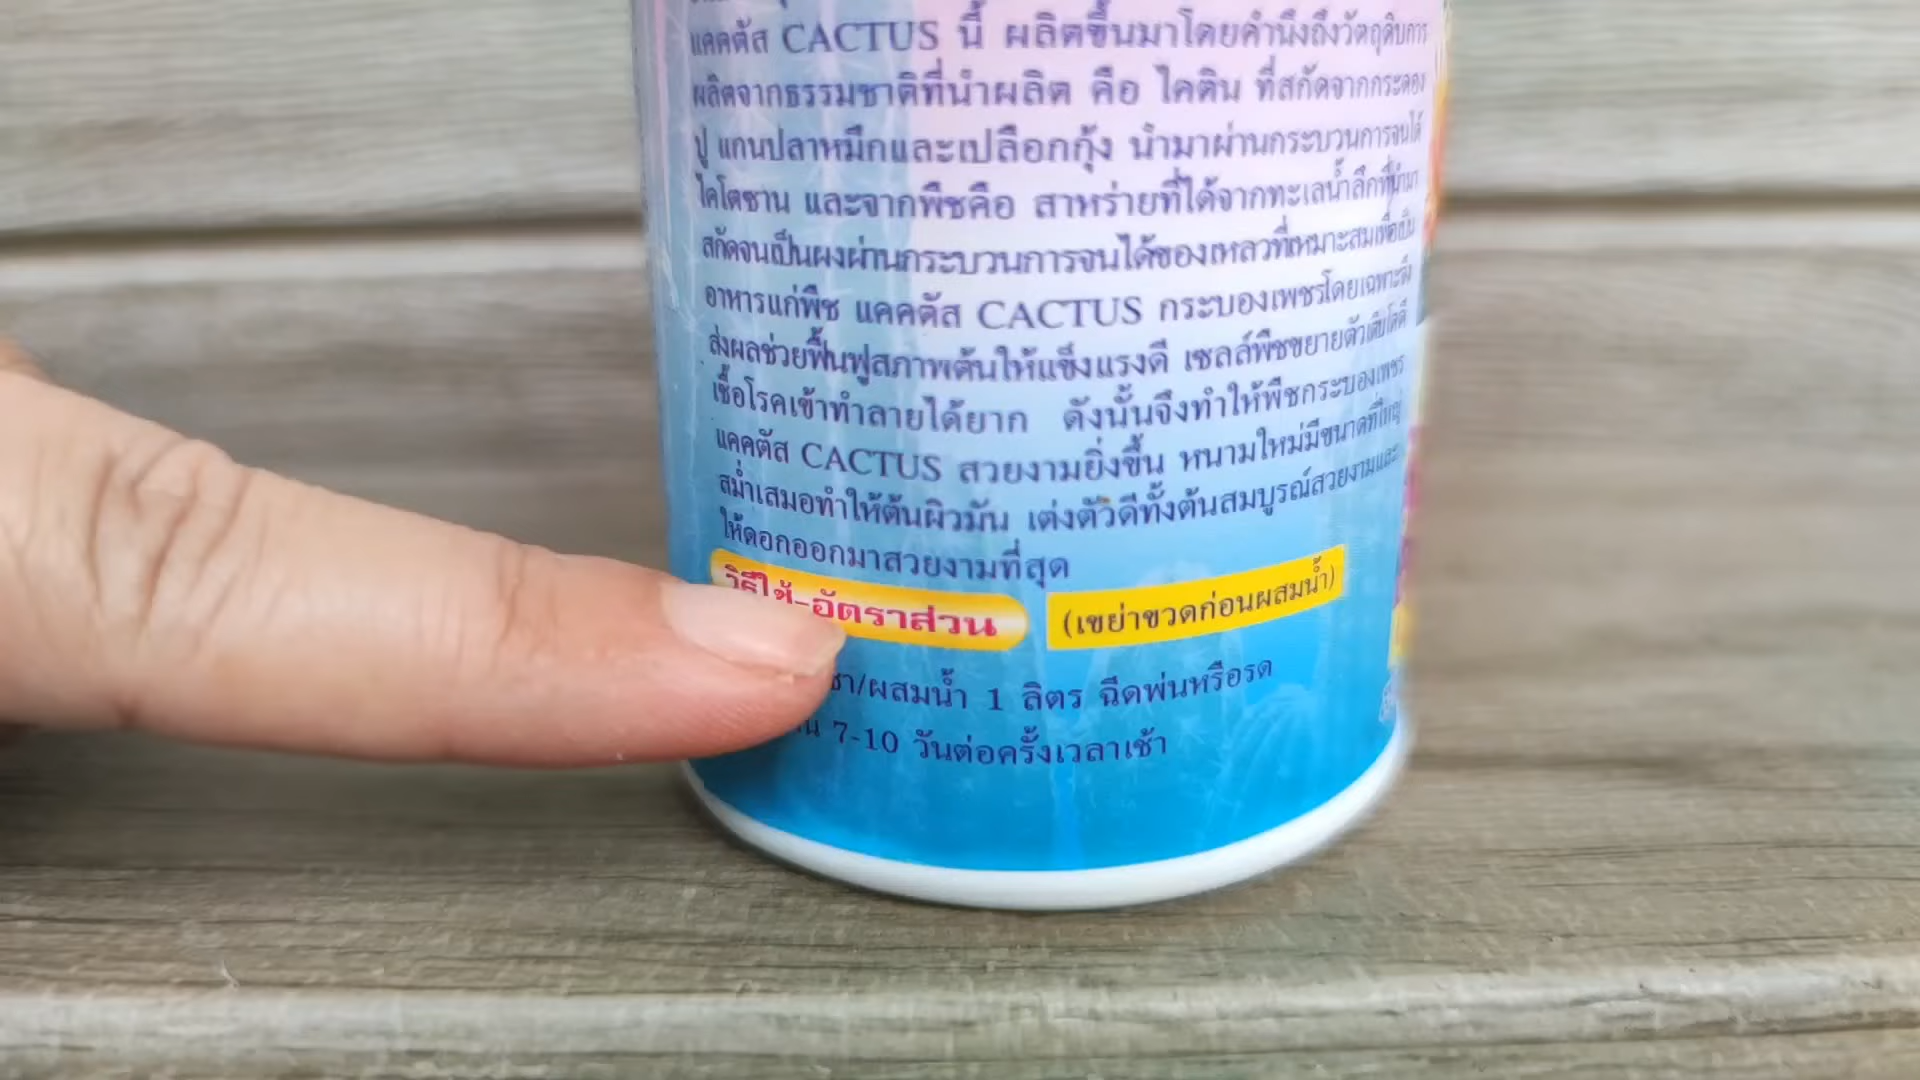 แคคตัส CACTUS นี้ ผลิตขึ้นมาโดยคำนึงถึงวัตถุดิบการ
ผลิตจากธรรมชาติที่นำผลิต คือ ไคติน ที่สกัดจากกระดอง
ปู แกนปลาหมึกและเปลือกกุ้ง นำมาผ่านกระบวนการจนได้
ไคโตซาน และจากพืชคือ สาหร่ายที่ได้จากทะเลน้ำลึกที่นำมา
สกัดจนเป็นผงผ่านกระบวนการจนได้ของเหลวที่เหมาะสมเพื่อเป็น
อาหารแก่พืช แคคตัส CACTUS กระบองเพชรโดยเฉพาะจึง
ส่งผลช่วยฟื้นฟูสภาพต้นให้แข็งแรงดี เซลล์พืชขยายตัวเติบโตดี
เชื้อโรคเข้าทำลายได้ยาก ดังนั้นจึงทำให้พืชกระบองเพชร
แคคตัส CACTUS สวยงามยิ่งขึ้น หนามใหม่มีขนาดที่ใหญ่
สม่ำเสมอทำให้ต้นผิวมัน เต่งตัวดีทั้งต้นสมบูรณ์สวยงามและ
ให้ดอกออกมาสวยงามที่สุด
วิธีใช้-อัตราส่วน (เขย่าขวดก่อนผสมน้ำ)
/ผสมน้ำ 1 ลิตร ฉีดพ่นหรือรด
7-10 วันต่อครั้งเวลาเช้า